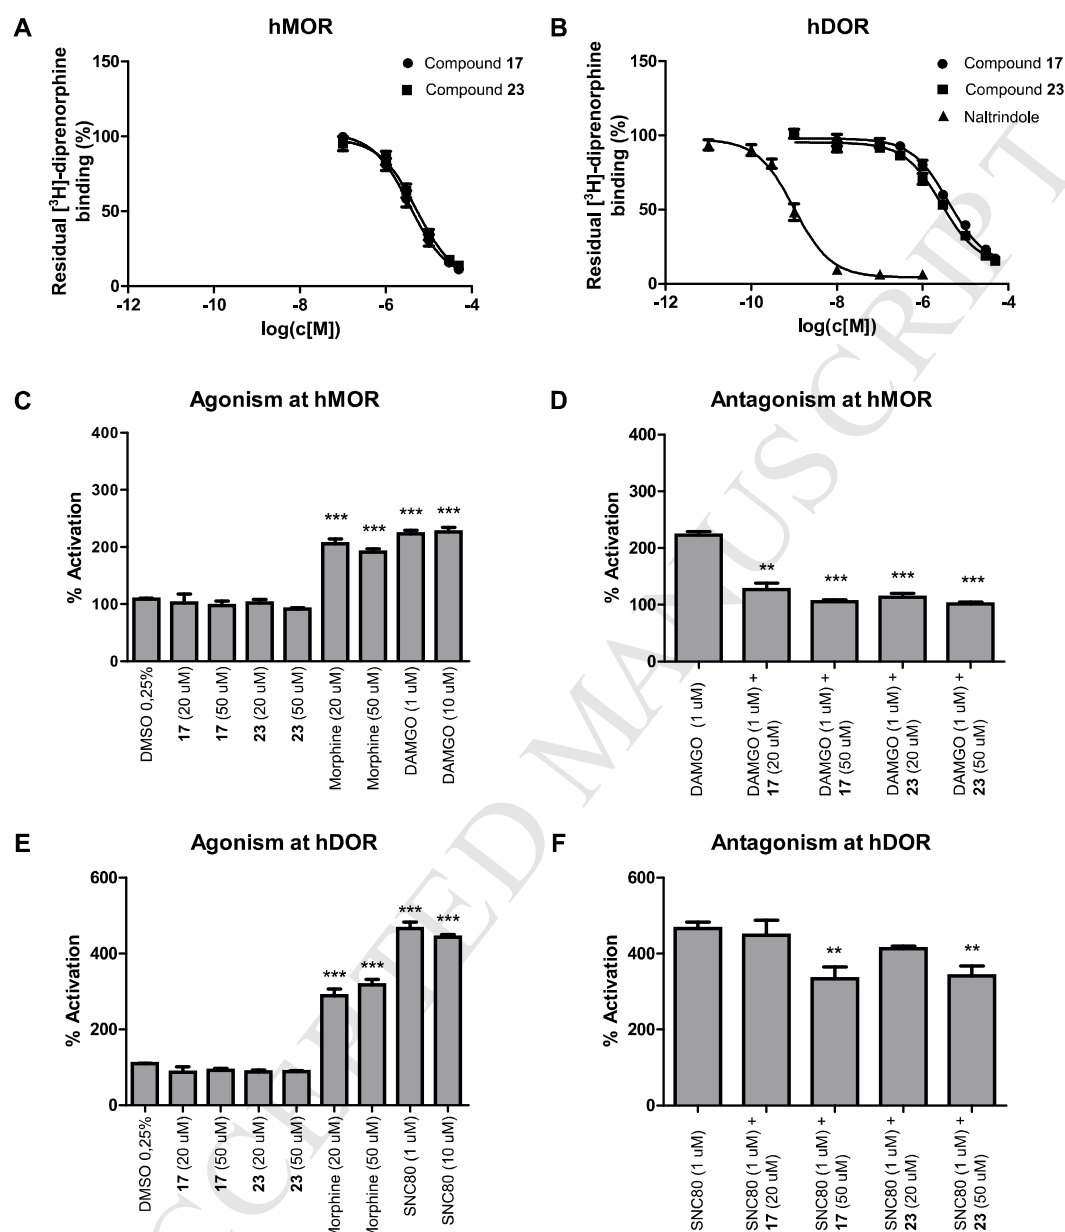 A
hMOR
Compound 17
Compound 23
Residual [³H]-diprenorphine
binding (%)
150
100
50
0
-12
-10
-8
-6
-4
log(c[M])
B
hDOR
Compound 17
Compound 23
Naltrindole
Residual [³H]-diprenorphine
binding (%)
150
100
50
0
-12
-10
-8
-6
-4
log(c[M])
C
Agonism at hMOR
% Activation
400
300
200
100
0
***
***
***
***
DMSO 0,25%
17 (20 uM)
17 (50 uM)
23 (20 uM)
23 (50 uM)
Morphine (20 uM)
Morphine (50 uM)
DAMGO (1 uM)
DAMGO (10 uM)
D
Antagonism at hMOR
% Activation
400
300
200
100
0
**
***
***
***
DAMGO (1 uM)
DAMGO (1 uM) +
17 (20 uM)
DAMGO (1 uM) +
17 (50 uM)
DAMGO (1 uM) +
23 (20 uM)
DAMGO (1 uM) +
23 (50 uM)
E
Agonism at hDOR
% Activation
600
400
200
0
***
***
***
***
DMSO 0,25%
17 (20 uM)
17 (50 uM)
23 (20 uM)
23 (50 uM)
Morphine (20 uM)
Morphine (50 uM)
SNC80 (1 uM)
SNC80 (10 uM)
F
Antagonism at hDOR
% Activation
600
400
200
0
**
**
SNC80 (1 uM)
SNC80 (1 uM) +
17 (20 uM)
SNC80 (1 uM) +
17 (50 uM)
SNC80 (1 uM) +
23 (20 uM)
SNC80 (1 uM) +
23 (50 uM)
CCEPTED MANUSCRIPT